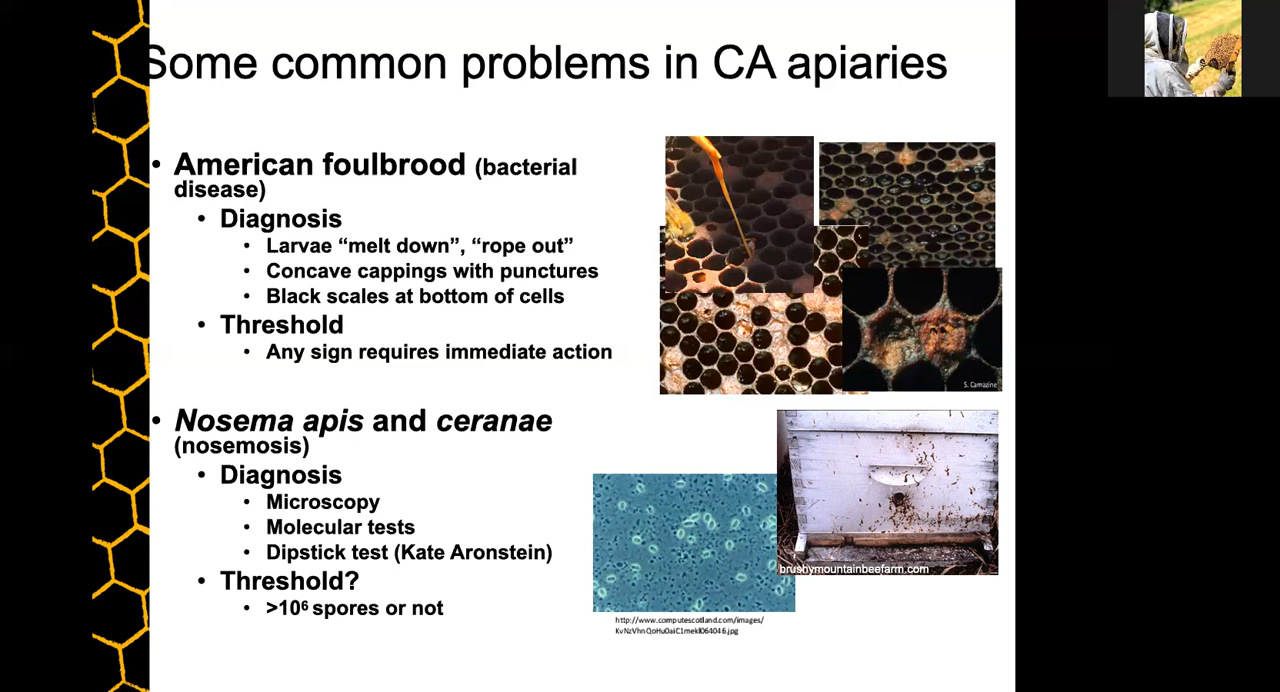 Some common problems in CA apiaries
• American foulbrood (bacterial
disease)
• Diagnosis
• Larvae “melt down”, “rope out”
• Concave cappings with punctures
• Black scales at bottom of cells
• Threshold
• Any sign requires immediate action
S. Camazine
• Nosema apis and ceranae
(nosemosis)
• Diagnosis
• Microscopy
• Molecular tests
• Dipstick test (Kate Aronstein)
• Threshold?
• >10⁶ spores or not
brushymountainbeefarm.com
http://www.computescotland.com/images/